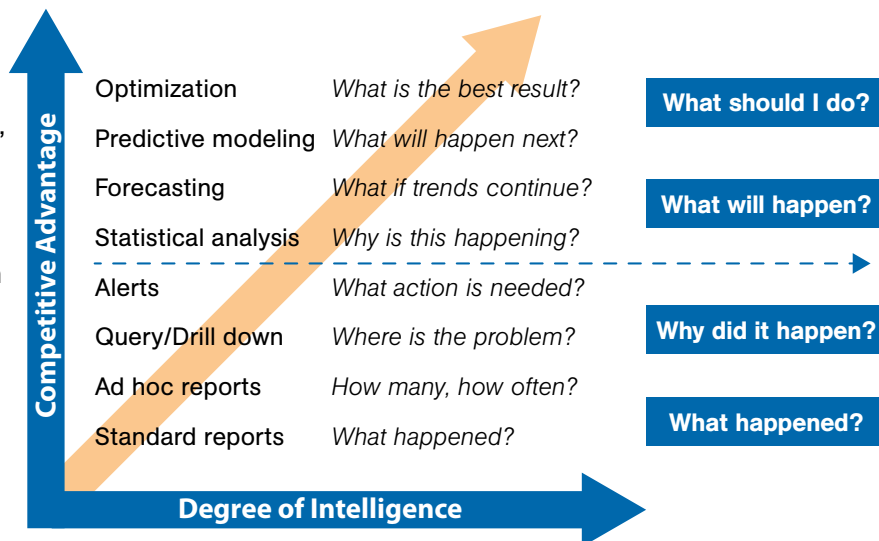 Competitive Advantage
Optimization What is the best result?
Predictive modeling What will happen next?
Forecasting What if trends continue?
Statistical analysis Why is this happening?
Alerts What action is needed?
Query/Drill down Where is the problem?
Ad hoc reports How many, how often?
Standard reports What happened?
What should I do?
What will happen?
Why did it happen?
What happened?
Degree of Intelligence